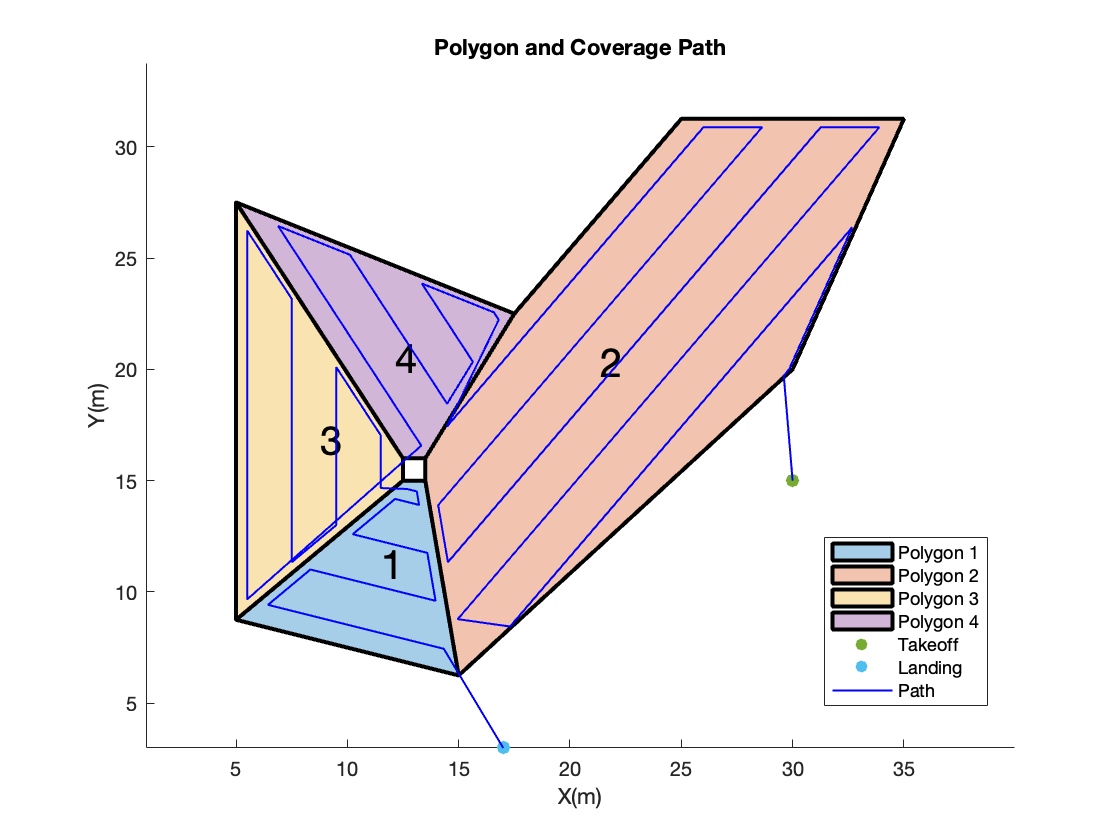 Polygon and Coverage Path
30
25
20
15
10
5
Y(m)
4
2
3
1
Polygon 1
Polygon 2
Polygon 3
Polygon 4
Takeoff
Landing
Path
5 10 15 20 25 30 35
X(m)